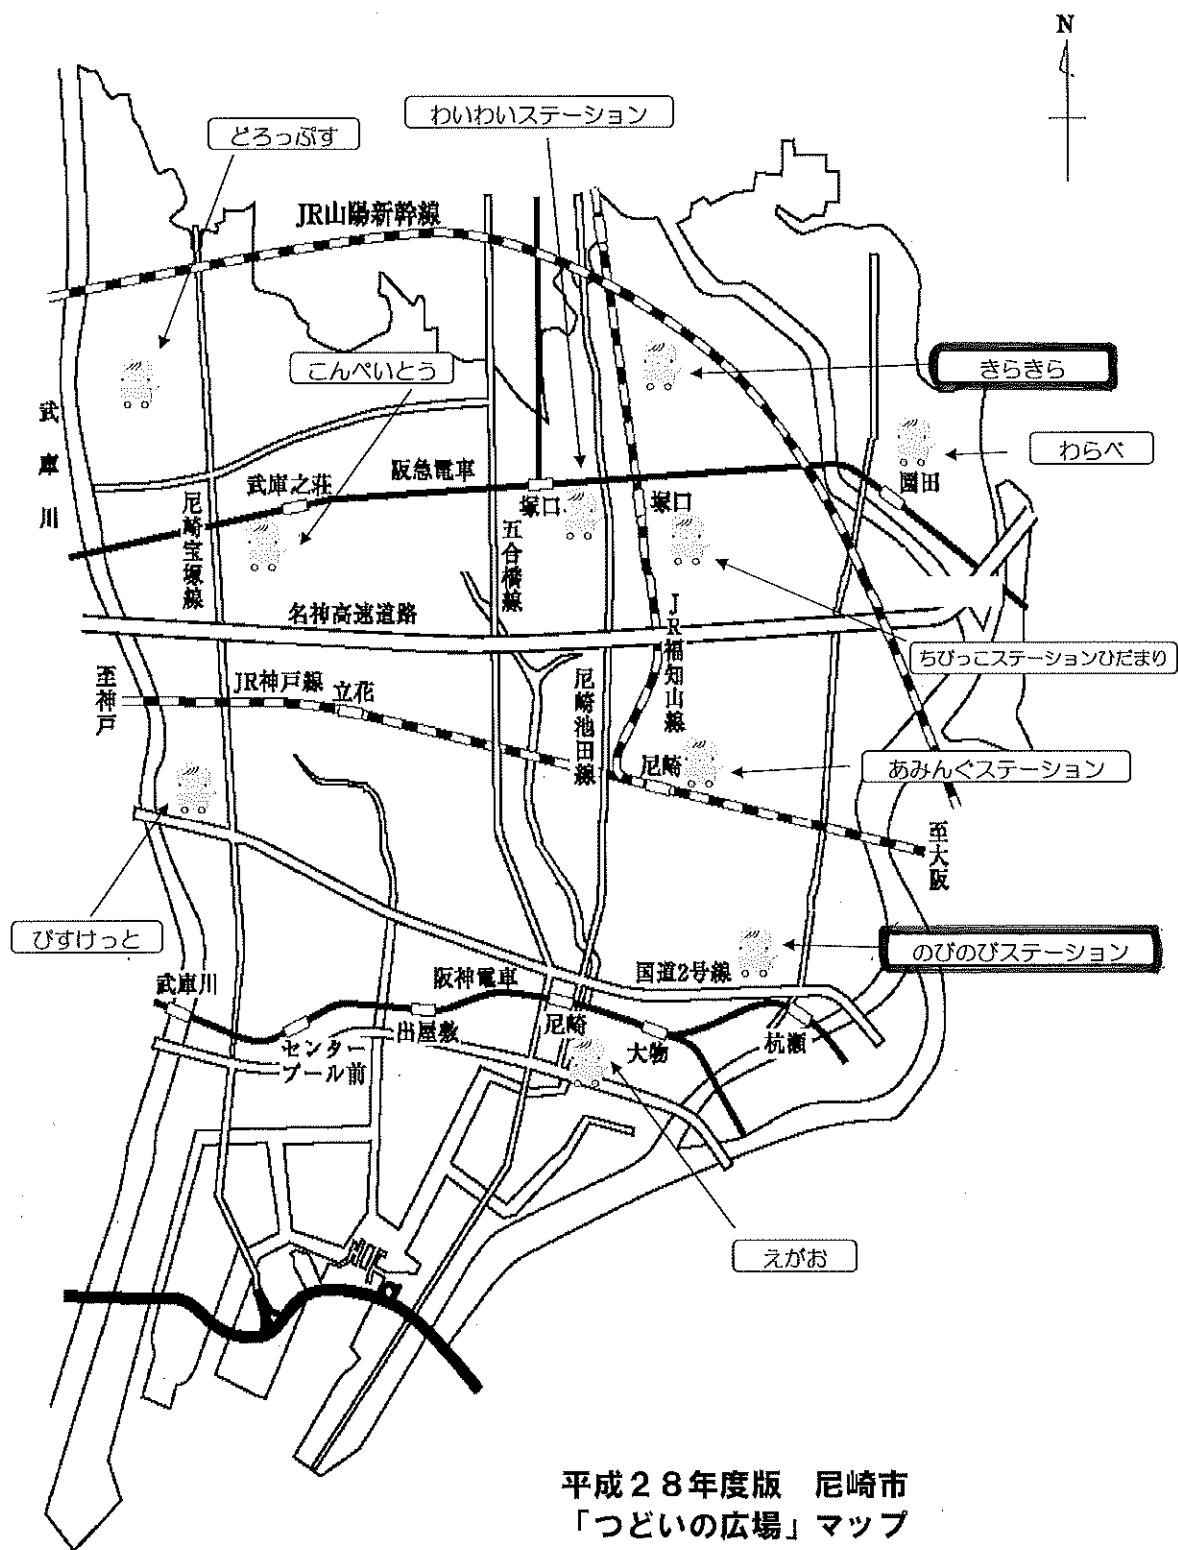 N
わいわいステーション
どろっぷす
JR山陽新幹線
こんぺいとう
きらきら
武庫川
わらべ
阪急電車
武庫之荘
園田
塚口
塚口
尼崎宝塚線
五合橋線
名神高速道路
JR福知山線
ちびっこステーションひだまり
至神戸
JR神戸線
立花
尼崎池田線
尼崎
あみんぐステーション
至大阪
びすけっと
のびのびステーション
国道2号線
阪神電車
武庫川
尼崎
出屋敷
大物
杭瀬
センター
プール前
えがお
平成28年度版 尼崎市
「つどいの広場」マップ